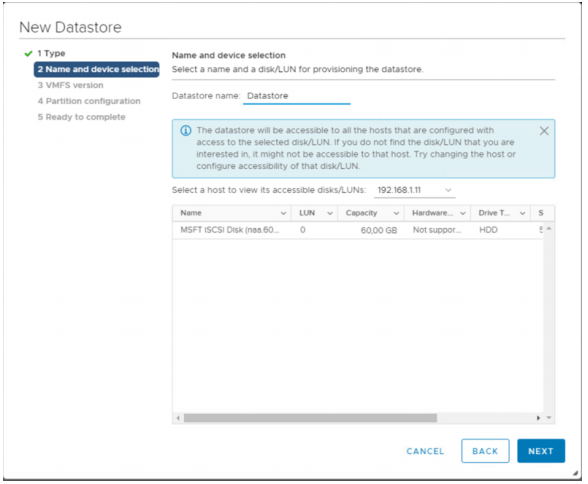 New Datastore
1 Type
2 Name and device selection
3 VMFS version
4 Partition configuration
5 Ready to complete
Name and device selection
Select a name and a disk/LUN for provisioning the datastore.
Datastore name: Datastore
The datastore will be accessible to all the hosts that are configured with
access to the selected disk/LUN. If you do not find the disk/LUN that you are
interested in, it might not be accessible to that host. Try changing the host or
configure accessibility of that disk/LUN.
Select a host to view its accessible disks/LUNs: 192.168.1.11
Name LUN Capacity Hardware... Drive T... S
MSFT iSCSI Disk (naa.60... 0 60,00 GB Not suppor... HDD
CANCEL BACK NEXT